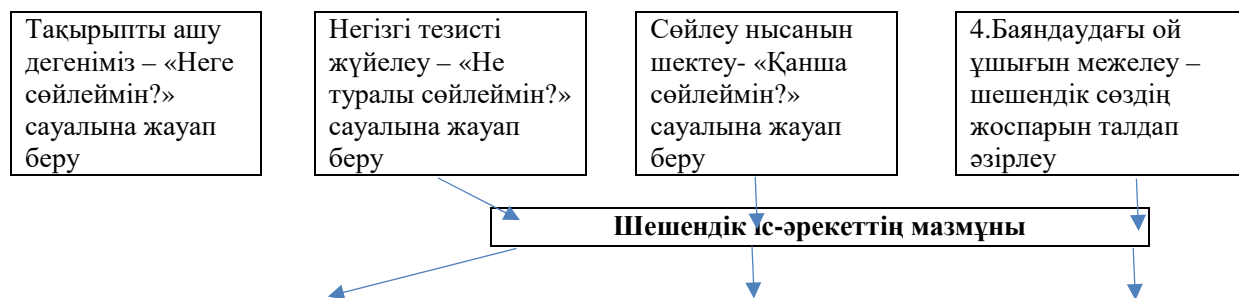 Тақырыпты ашу
дегеніміз – «Неге
сөйлеймін?»
сауалына жауап
беру
Негізгі тезисті
жүйелеу – «Не
туралы сөйлеймін?»
сауалына жауап
беру
Сөйлеу нысанын
шектеу- «Қанша
сөйлеймін?»
сауалына жауап
беру
4.Баяндаудағы ой
ұшығын межелеу –
шешендік сөздің
жоспарын талдап
әзірлеу
Шешендік іс-әрекеттің мазмұны